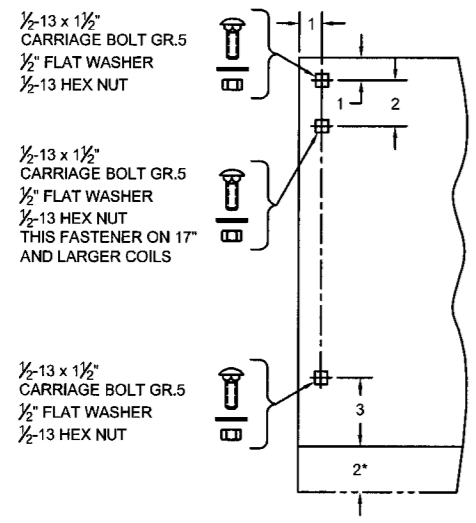 ½-13 x 1½"
CARRIAGE BOLT GR.5
½" FLAT WASHER
½-13 HEX NUT
1
1
2
½-13 x 1½"
CARRIAGE BOLT GR.5
½" FLAT WASHER
½-13 HEX NUT
THIS FASTENER ON 17"
AND LARGER COILS
½-13 x 1½"
CARRIAGE BOLT GR.5
½" FLAT WASHER
½-13 HEX NUT
3
2*